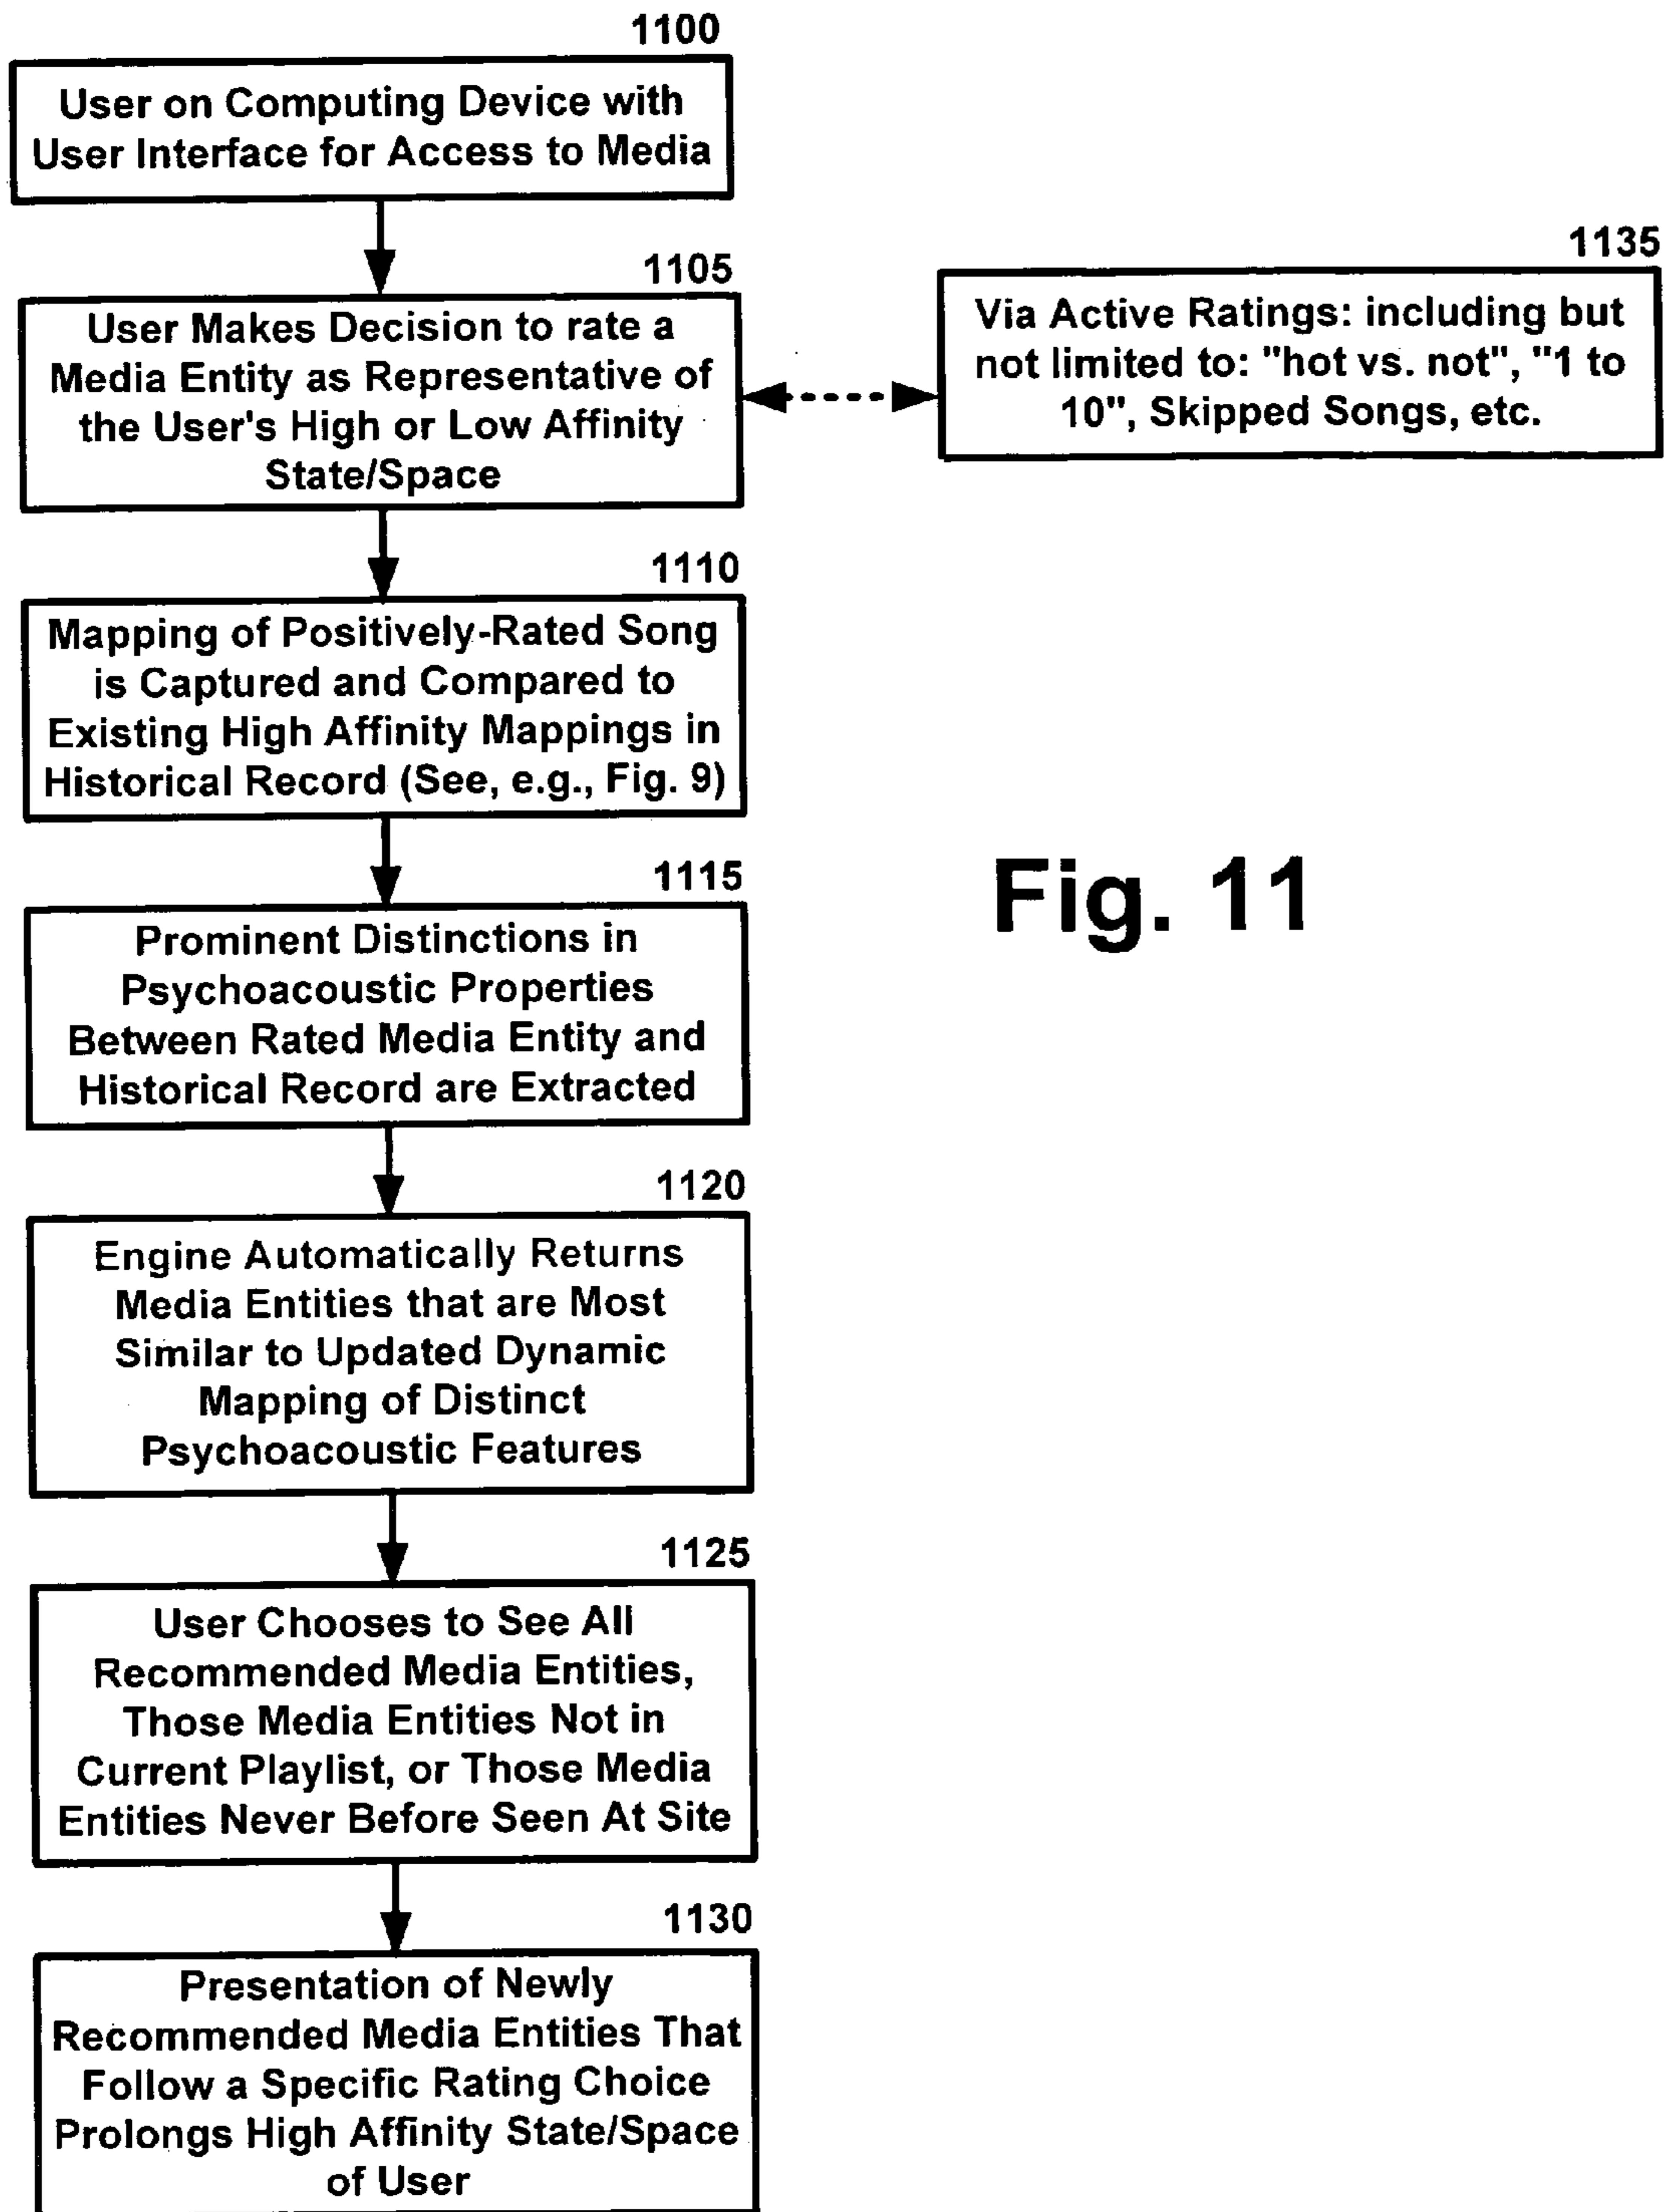 1100
User on Computing Device with
User Interface for Access to Media
1105
User Makes Decision to rate a
Media Entity as Representative of
the User's High or Low Affinity
State/Space
1135
Via Active Ratings: including but
not limited to: "hot vs. not", "1 to
10", Skipped Songs, etc.
1110
Mapping of Positively-Rated Song
is Captured and Compared to
Existing High Affinity Mappings in
Historical Record (See, e.g., Fig. 9)
1115
Prominent Distinctions in
Psychoacoustic Properties
Between Rated Media Entity and
Historical Record are Extracted
Fig. 11
1120
Engine Automatically Returns
Media Entities that are Most
Similar to Updated Dynamic
Mapping of Distinct
Psychoacoustic Features
1125
User Chooses to See All
Recommended Media Entities,
Those Media Entities Not in
Current Playlist, or Those Media
Entities Never Before Seen At Site
1130
Presentation of Newly
Recommended Media Entities That
Follow a Specific Rating Choice
Prolongs High Affinity State/Space
of User